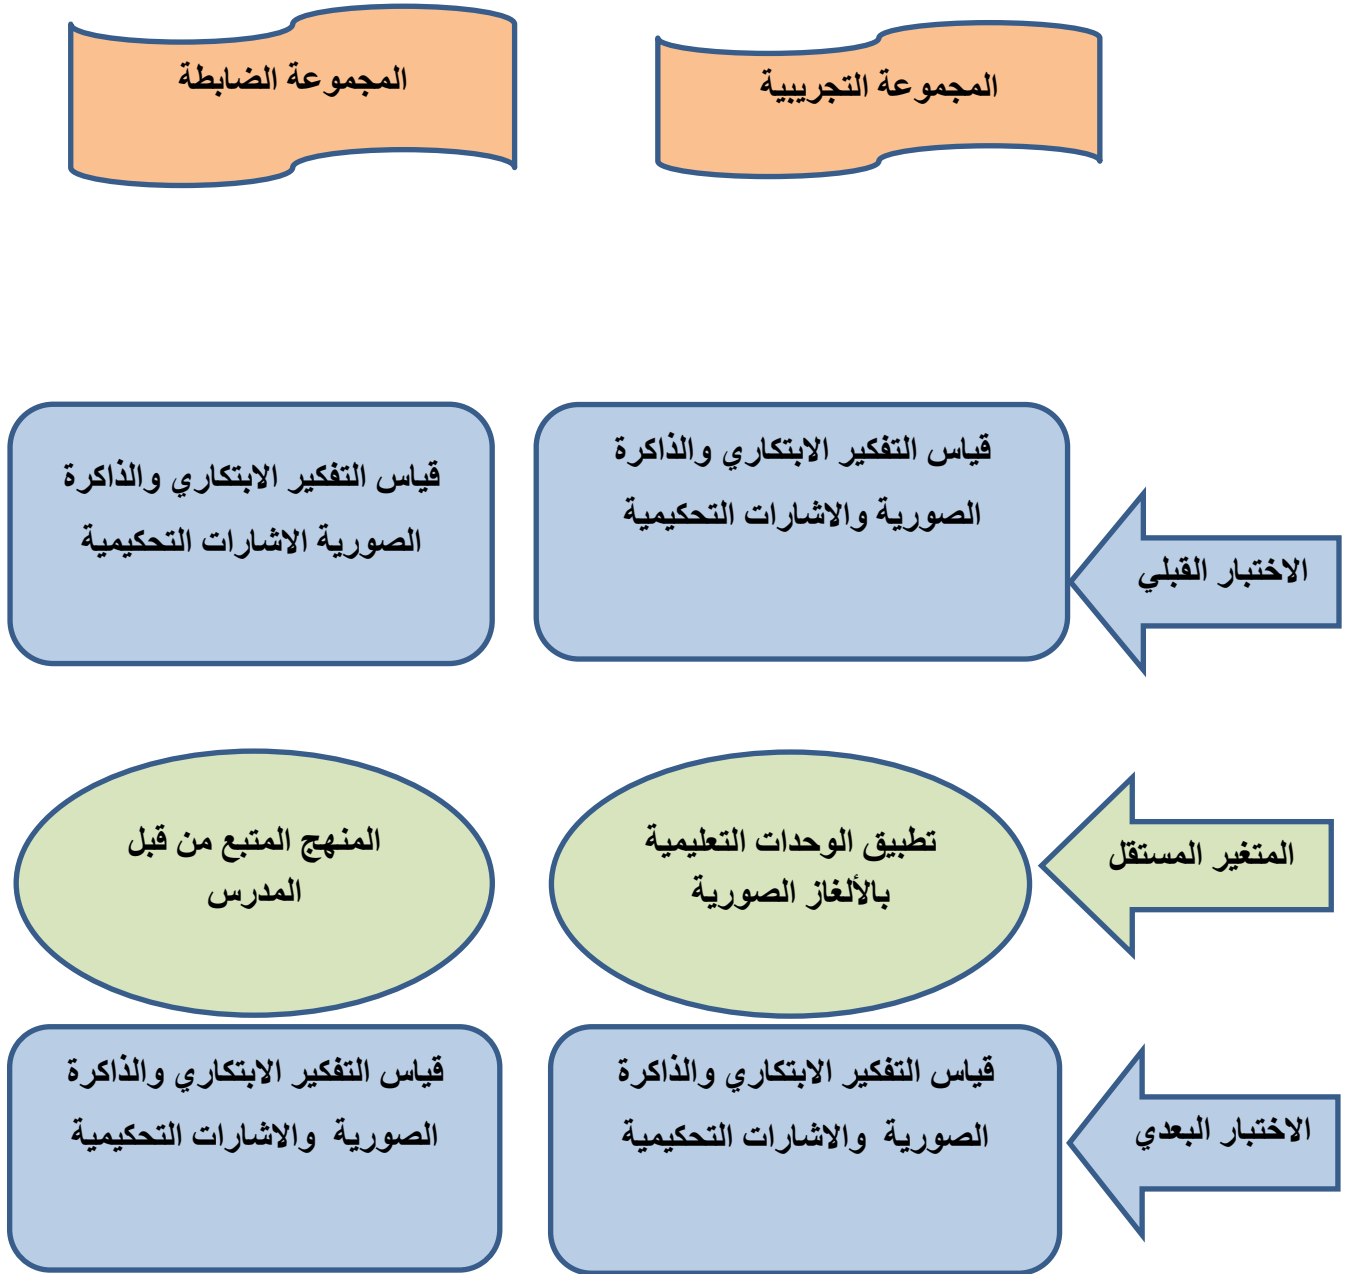 المجموعة التجريبية
المجموعة الضابطة
الاختبار القبلي
قياس التفكير الابتكاري والذاكرة
الصورية والاشارات التحكيمية
قياس التفكير الابتكاري والذاكرة
الصورية الاشارات التحكيمية
المتغير المستقل
تطبيق الوحدات التعليمية
بالألغاز الصورية
المنهج المتبع من قبل
المدرس
الاختبار البعدي
قياس التفكير الابتكاري والذاكرة
الصورية والاشارات التحكيمية
قياس التفكير الابتكاري والذاكرة
الصورية والاشارات التحكيمية